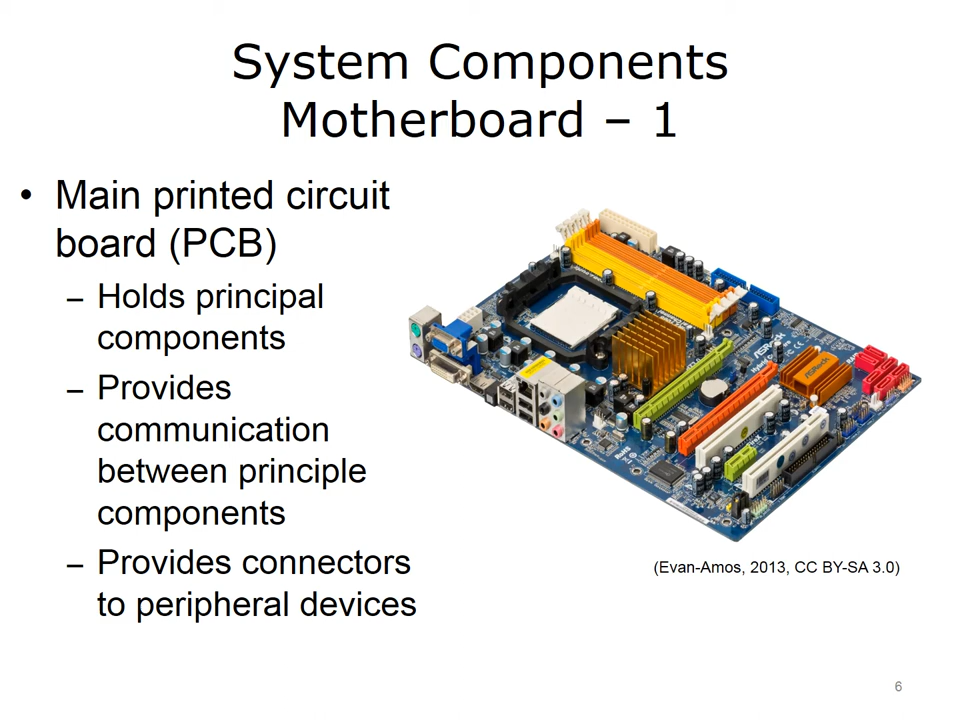 System Components
Motherboard – 1
• Main printed circuit
board (PCB)
– Holds principal
components
– Provides
communication
between principle
components
– Provides connectors
to peripheral devices
ASRock
(Evan-Amos, 2013, CC BY-SA 3.0)
6